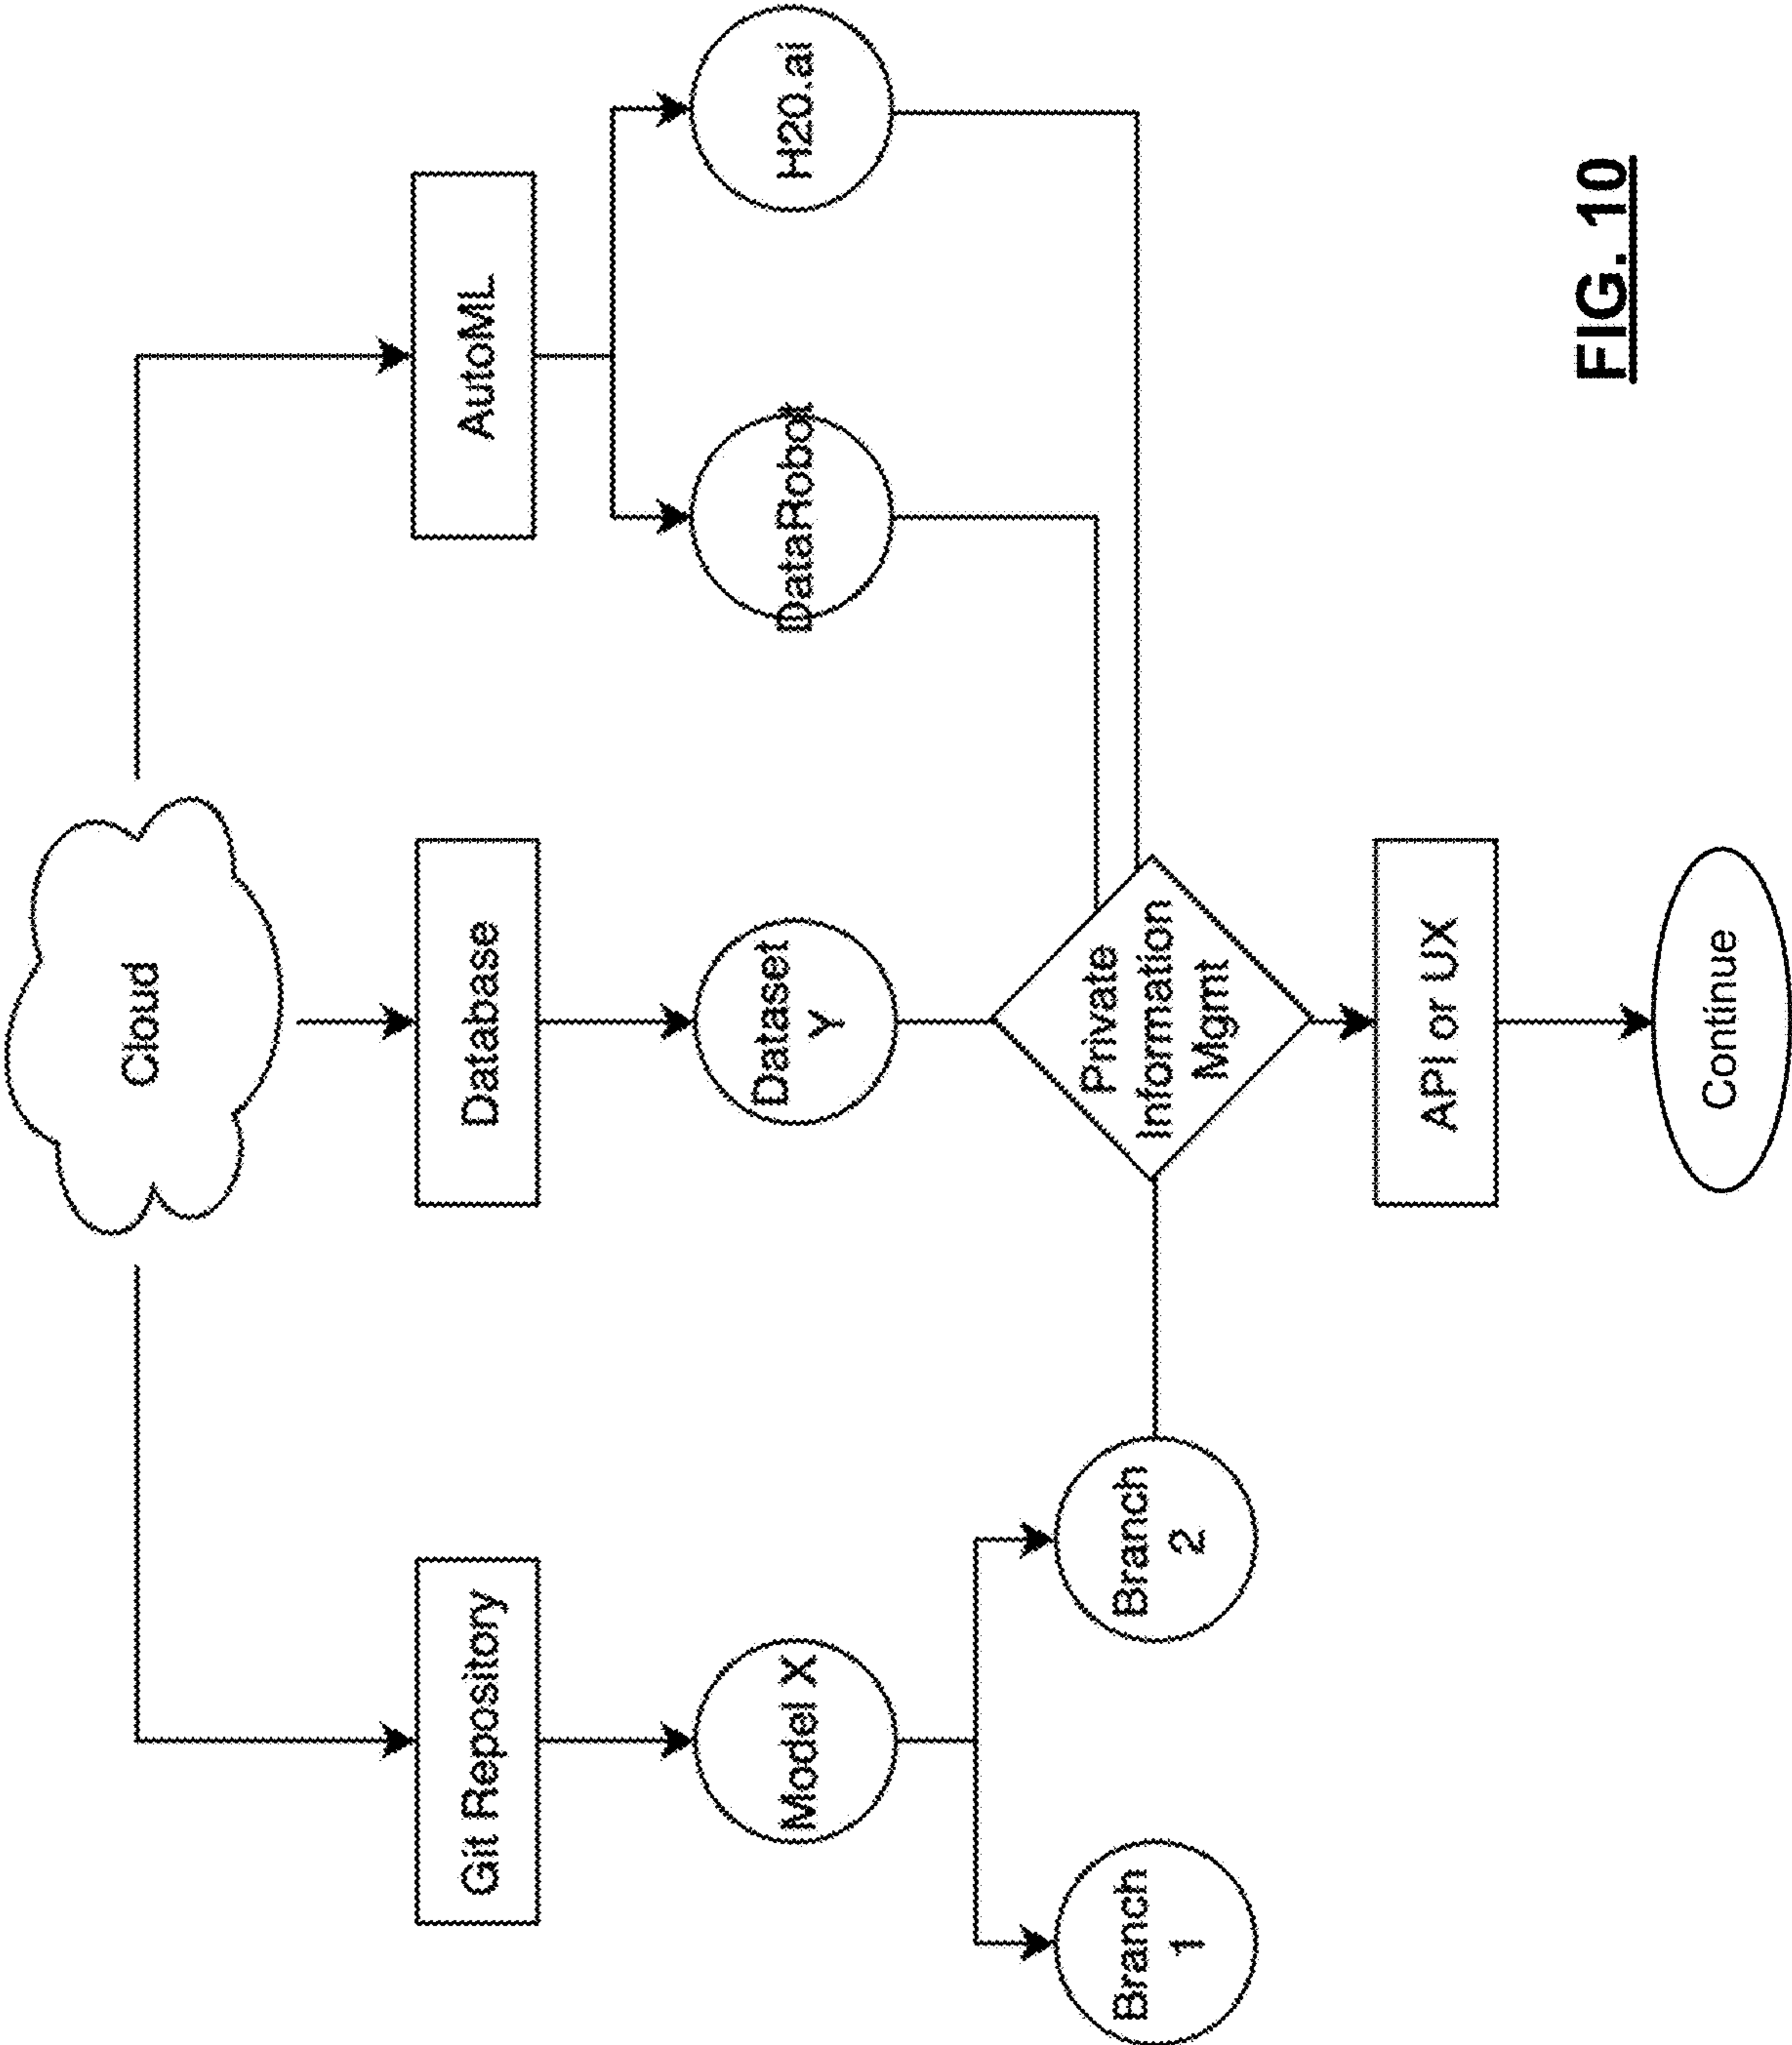 Cloud
Git Repository
Database
AutoML
Model X
Dataset
Y
DataRobot
H20.ai
Branch
1
Branch
2
Private
Information
Mgmt
API or UX
Continue
FIG. 10